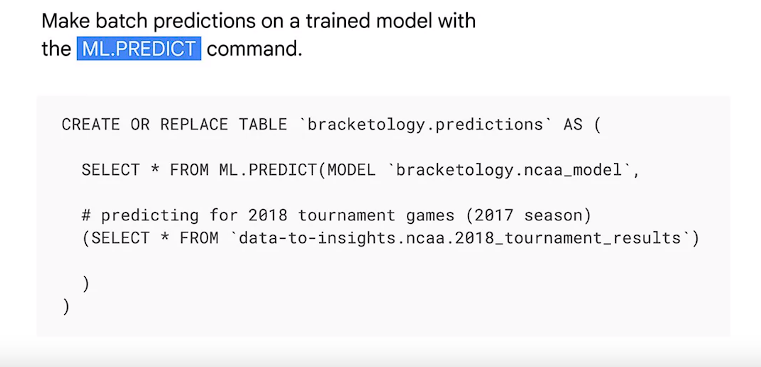 Make batch predictions on a trained model with
the ML.PREDICT command.
CREATE OR REPLACE TABLE `bracketology.predictions` AS (
SELECT * FROM ML.PREDICT(MODEL `bracketology.ncaa_model`,
# predicting for 2018 tournament games (2017 season)
(SELECT * FROM `data-to-insights.ncaa.2018_tournament_results`)
)
)